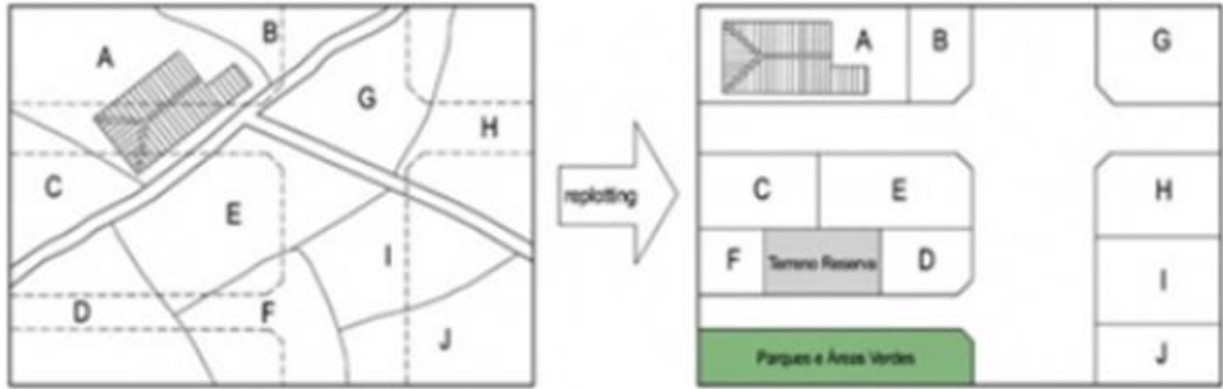 A
B
G
H
C
E
I
D
F
J
replotting
A
B
G
C
E
H
F
Terreno Reserva
D
I
Parques e Áreas Verdes
J